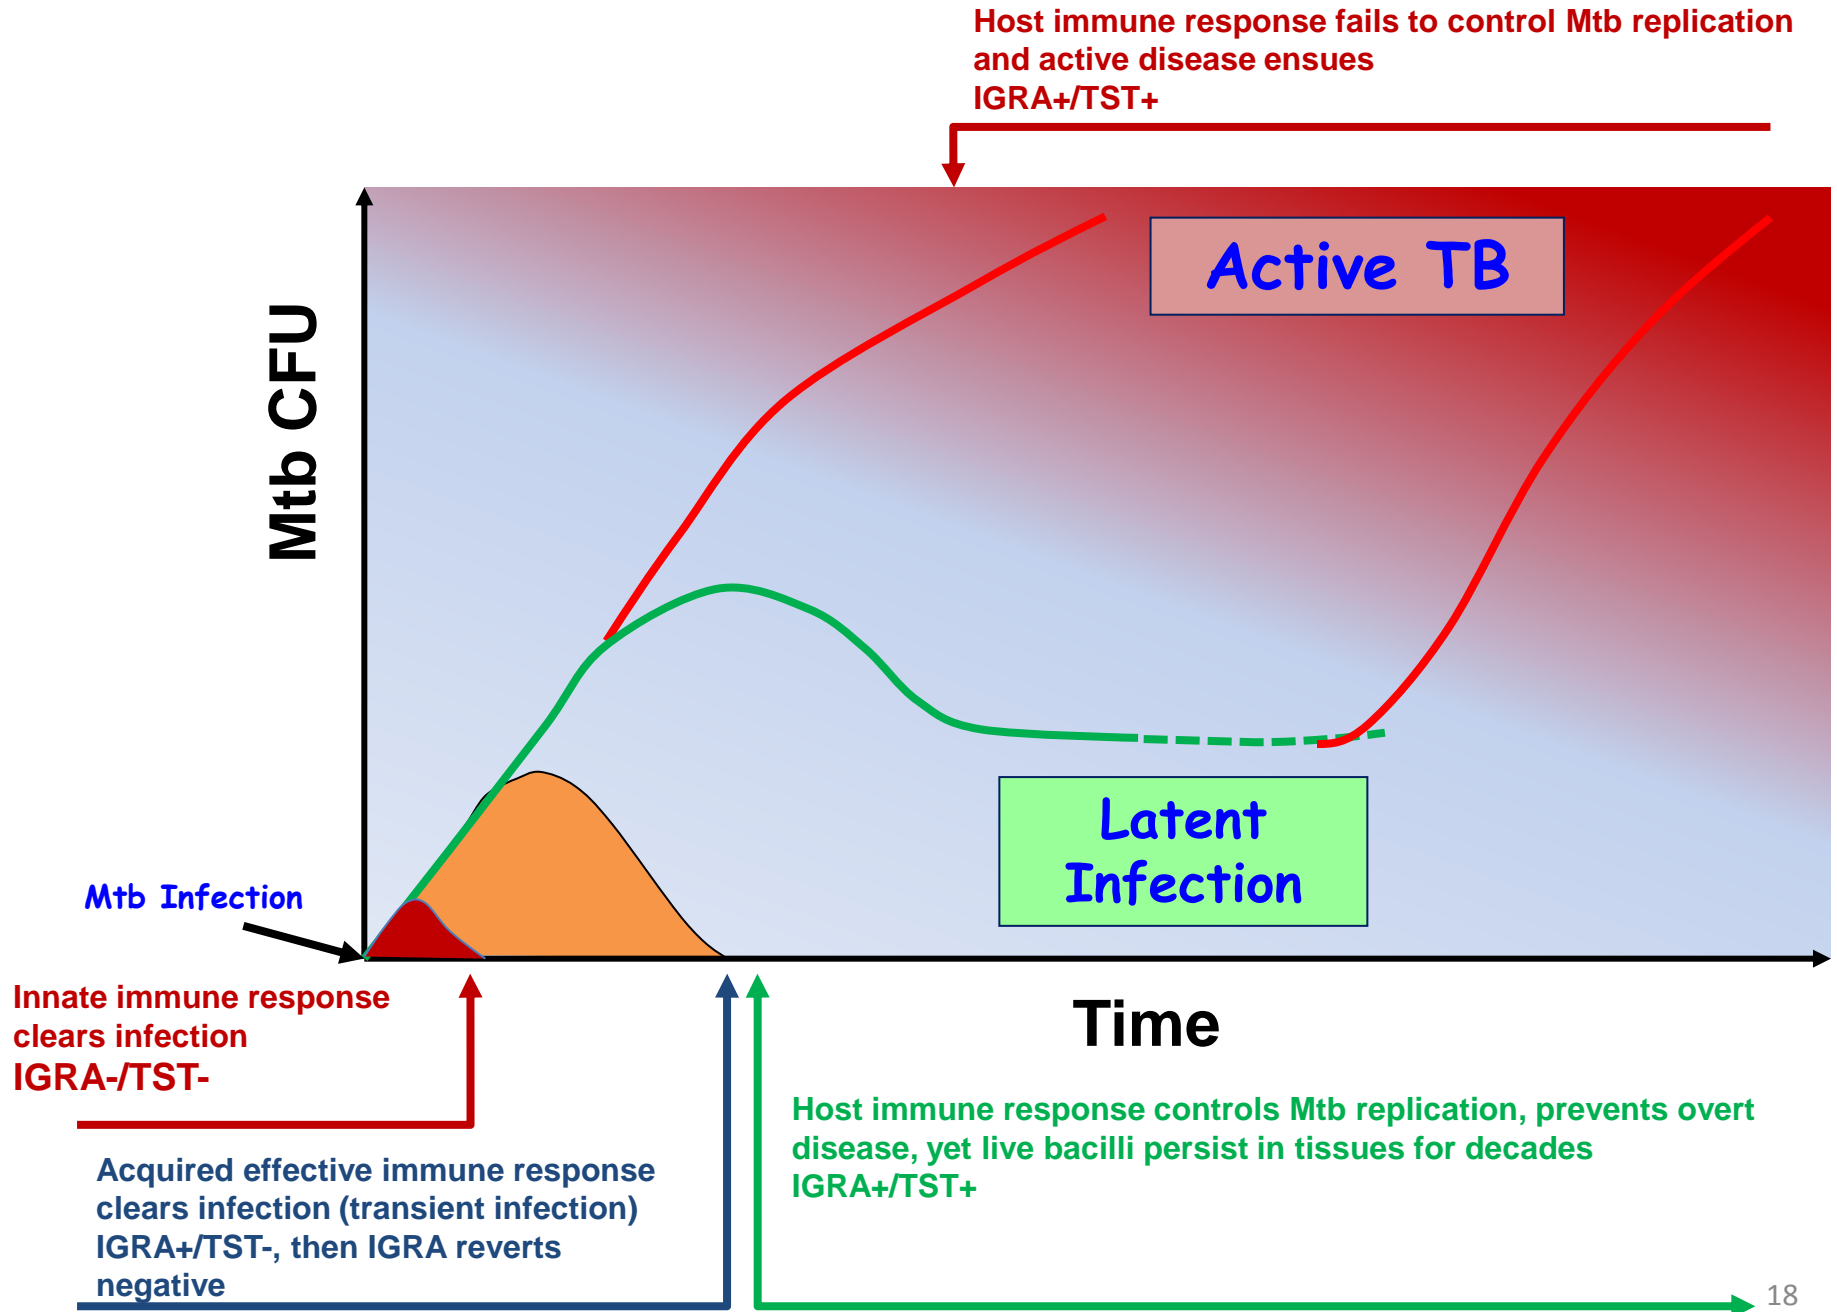 Host immune response fails to control Mtb replication
and active disease ensues
IGRA+/TST+
Active TB
Mtb CFU
Latent
Infection
Mtb Infection
Innate immune response
clears infection
IGRA-/TST-
Time
Acquired effective immune response
clears infection (transient infection)
IGRA+/TST-, then IGRA reverts
negative
Host immune response controls Mtb replication, prevents overt
disease, yet live bacilli persist in tissues for decades
IGRA+/TST+
18